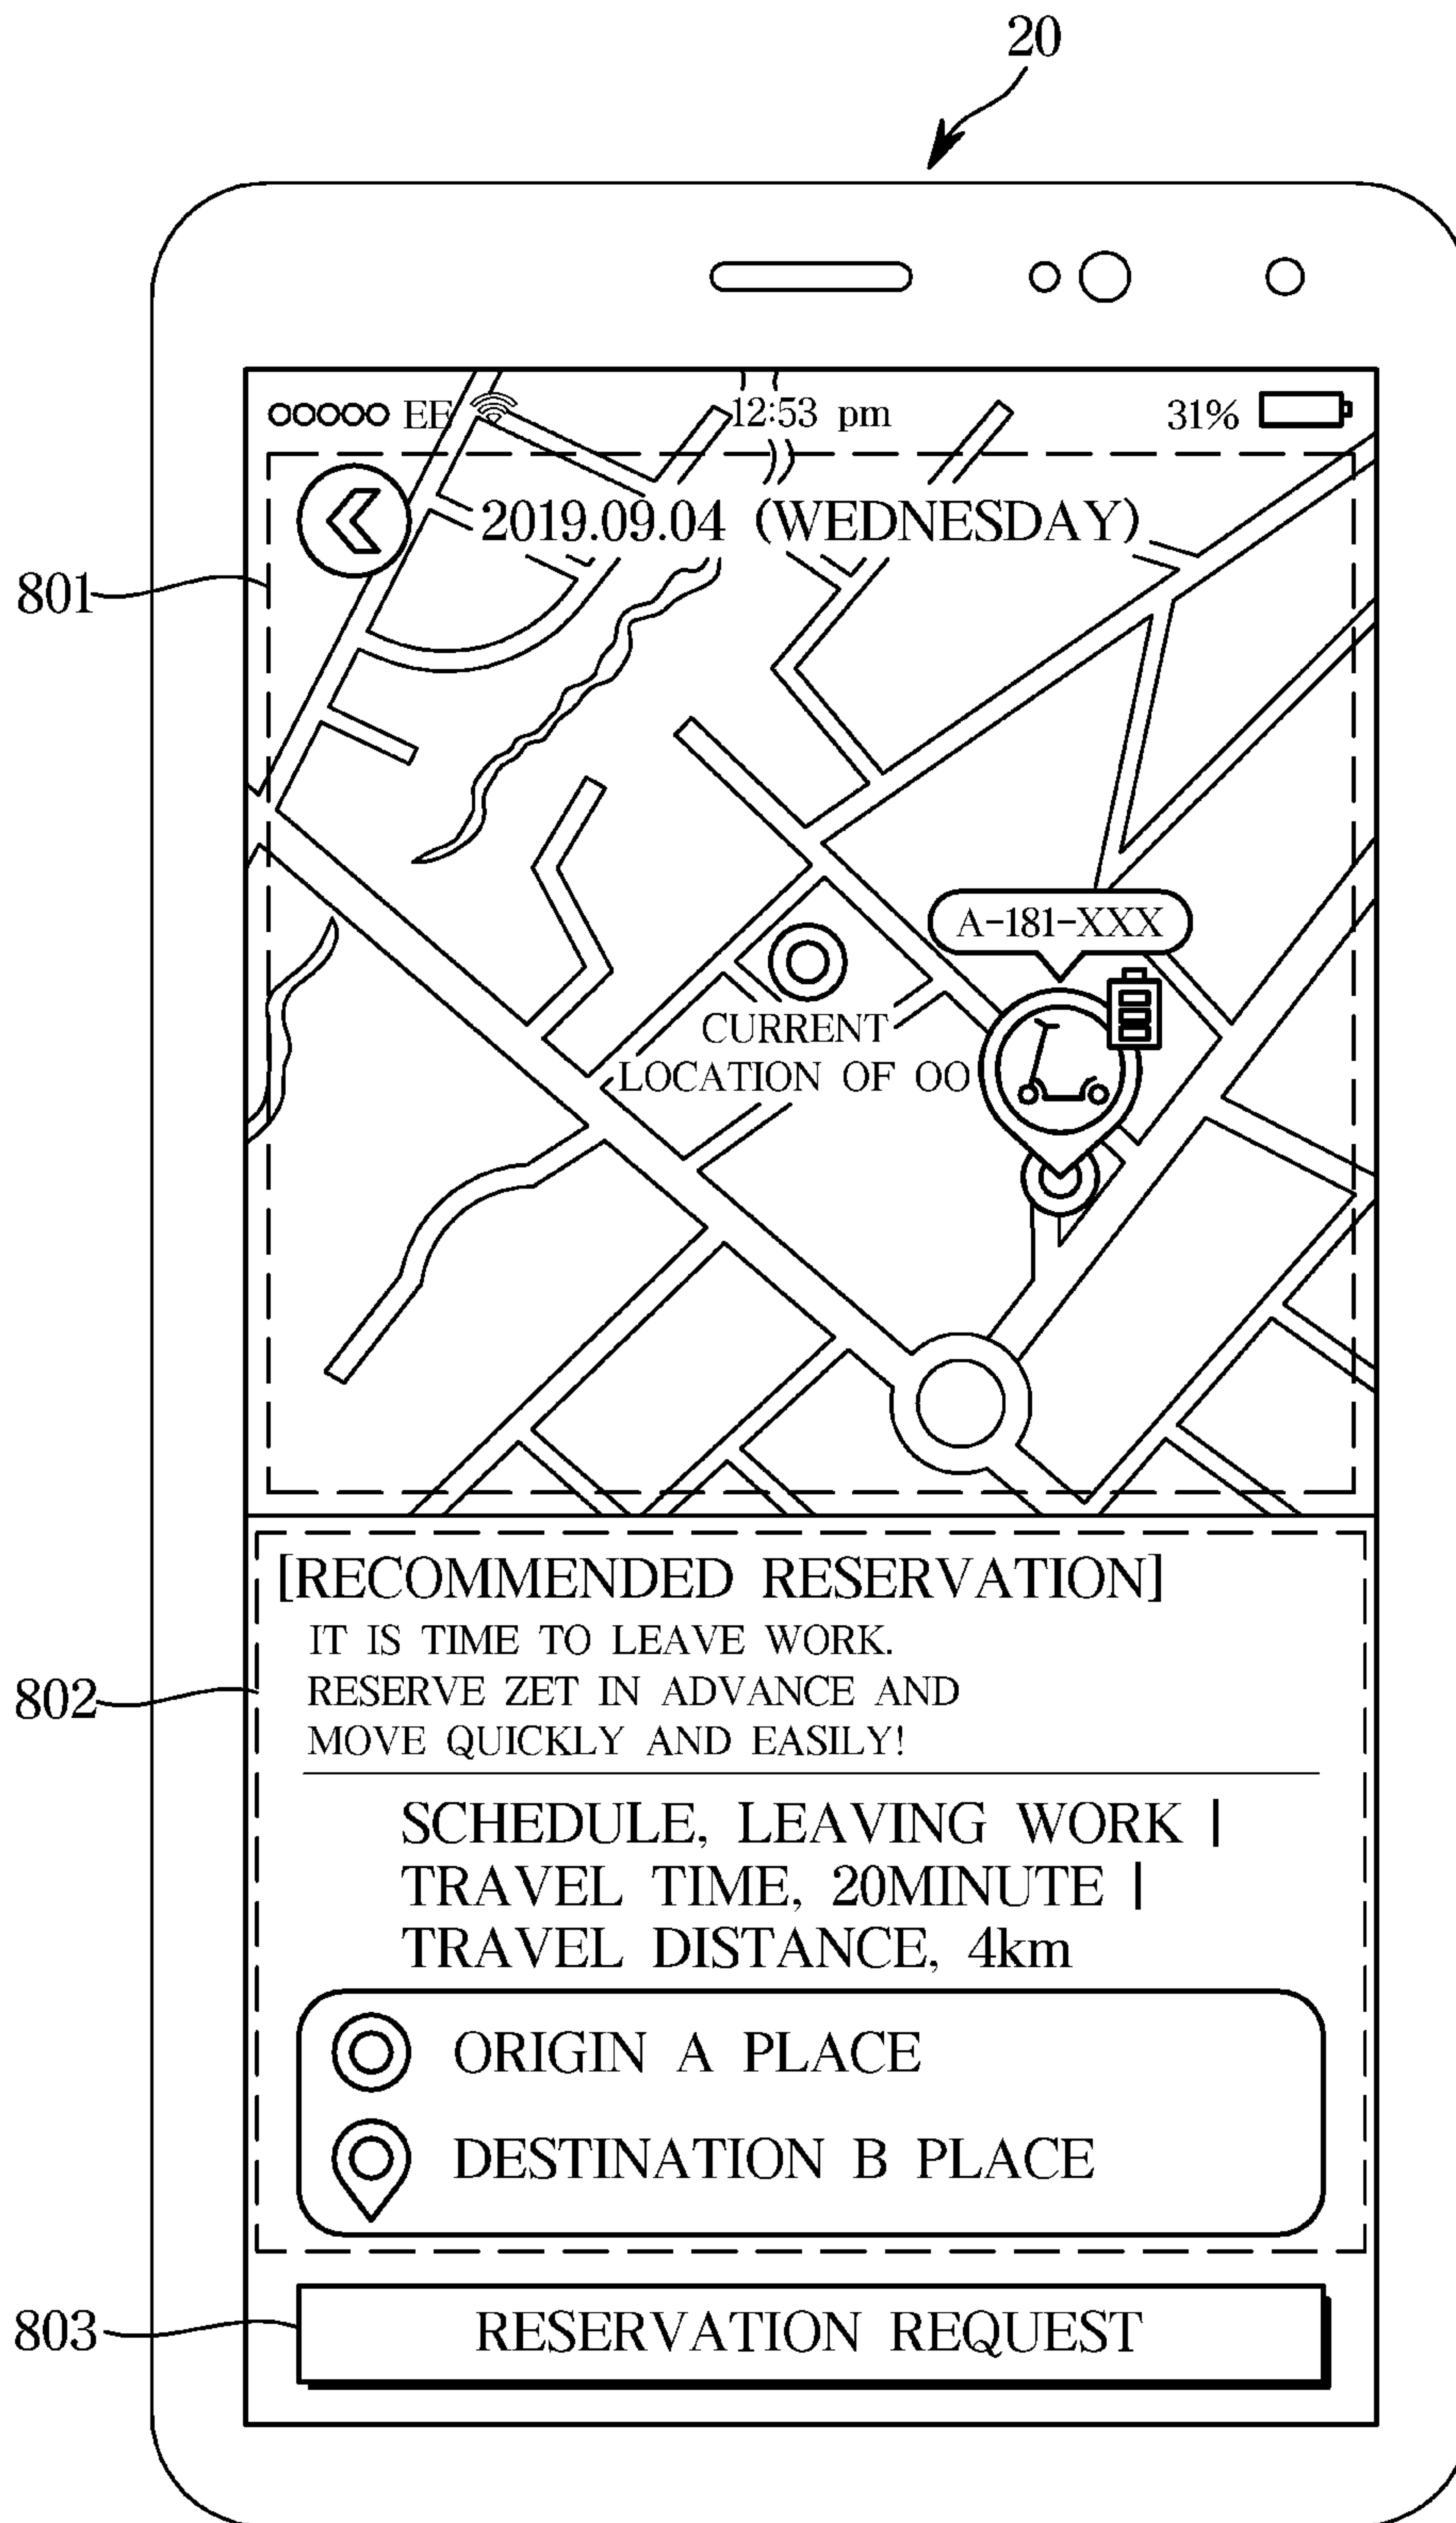 20
EE 12:53 pm 31%
2019.09.04 (WEDNESDAY)
801
A-181-XXX
CURRENT
LOCATION OF OO
[RECOMMENDED RESERVATION]
IT IS TIME TO LEAVE WORK.
802
RESERVE ZET IN ADVANCE AND
MOVE QUICKLY AND EASILY!
SCHEDULE, LEAVING WORK |
TRAVEL TIME, 20MINUTE |
TRAVEL DISTANCE, 4km
ORIGIN A PLACE
DESTINATION B PLACE
803
RESERVATION REQUEST